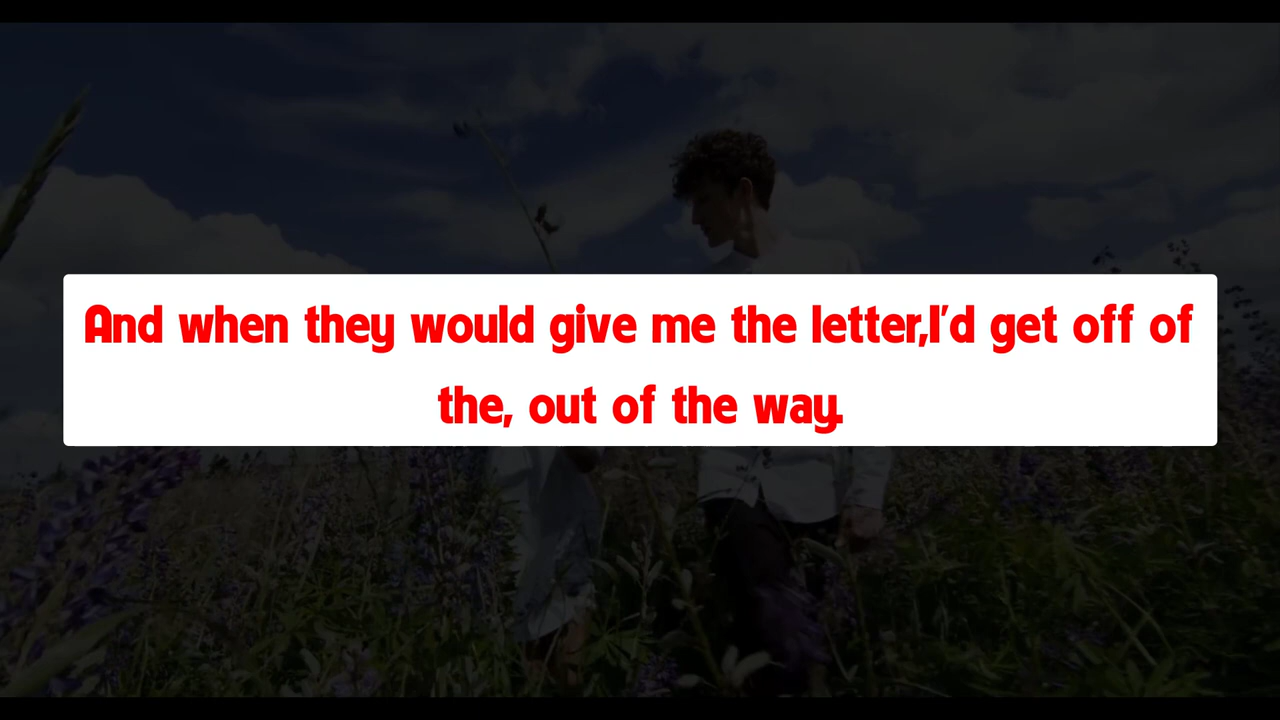 And when they would give me the letter,I'd get off of
the, out of the way.